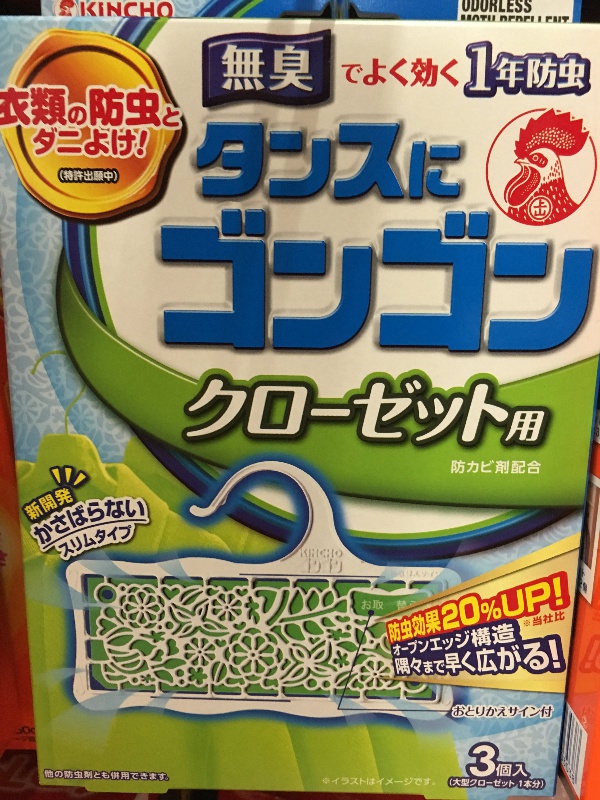 KINCHO
ODORLESS
MOTH REPELLENT
無臭でよく効く1年防虫
衣類の防虫と
ダニよけ!
(特許出願中)
タンスに
ゴンゴン
クローゼット用
防カビ剤配合
新開発
かさばらない
スリムタイプ
KINCHO
ゴンゴン
お取 替
防虫効果20%UP!
※当社比
オープンエッジ構造
隅々まで早く広がる!
おとりかえサイン付
3個入
(大型クローゼット1本分)
他の防虫剤とも併用できます。
※イラストはイメージです。